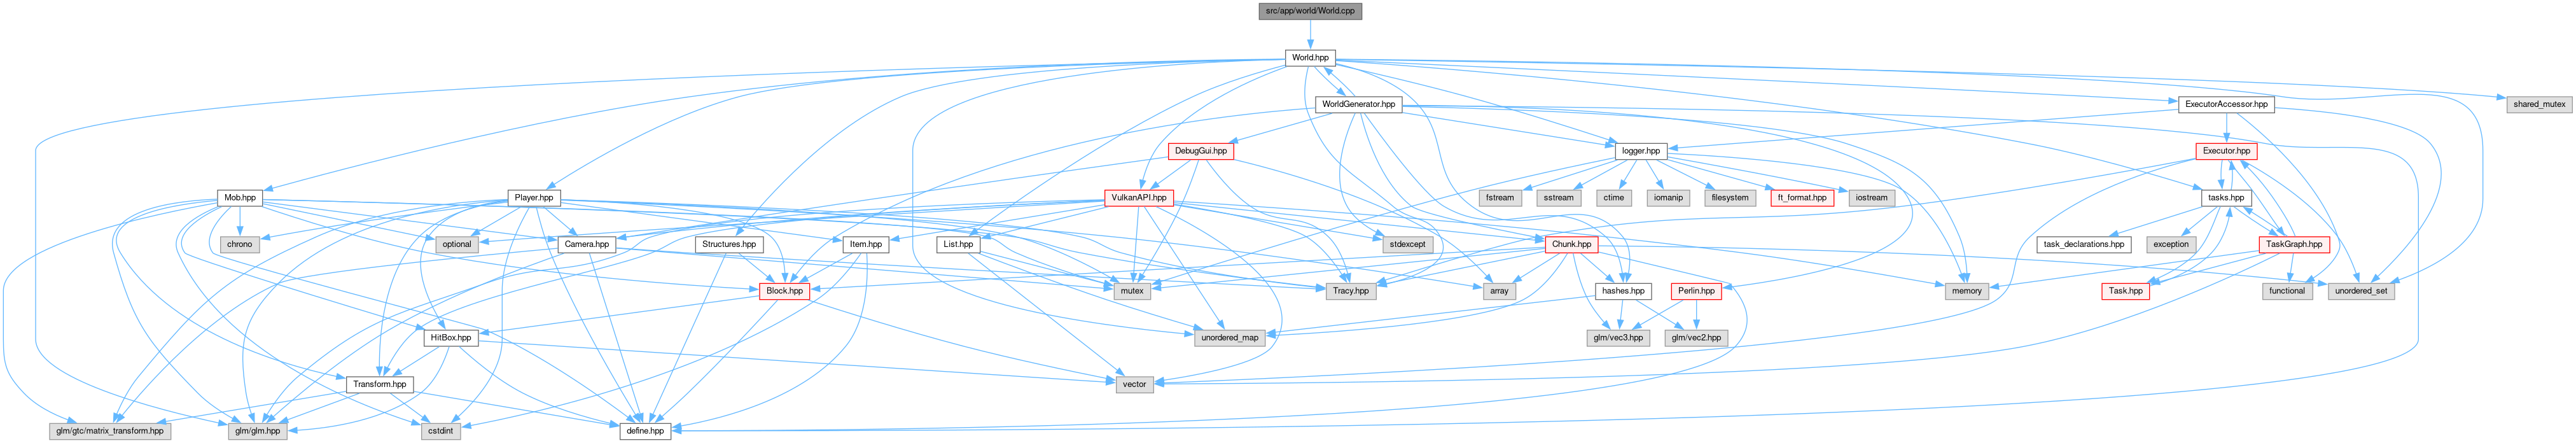 src/app/world/World.cpp
World.hpp
WorldGenerator.hpp
ExecutorAccessor.hpp
shared_mutex
DebugGui.hpp
logger.hpp
Executor.hpp
Mob.hpp
Player.hpp
VulkanAPI.hpp
fstream
sstream
ctime
iomanip
filesystem
ft_format.hpp
iostream
tasks.hpp
chrono
optional
Camera.hpp
Structures.hpp
Item.hpp
List.hpp
stdexcept
Chunk.hpp
task_declarations.hpp
exception
TaskGraph.hpp
Block.hpp
mutex
Tracy.hpp
array
hashes.hpp
Perlin.hpp
memory
Task.hpp
functional
unordered_set
HitBox.hpp
unordered_map
glm/vec3.hpp
glm/vec2.hpp
Transform.hpp
vector
glm/gtc/matrix_transform.hpp
glm/glm.hpp
cstdint
define.hpp